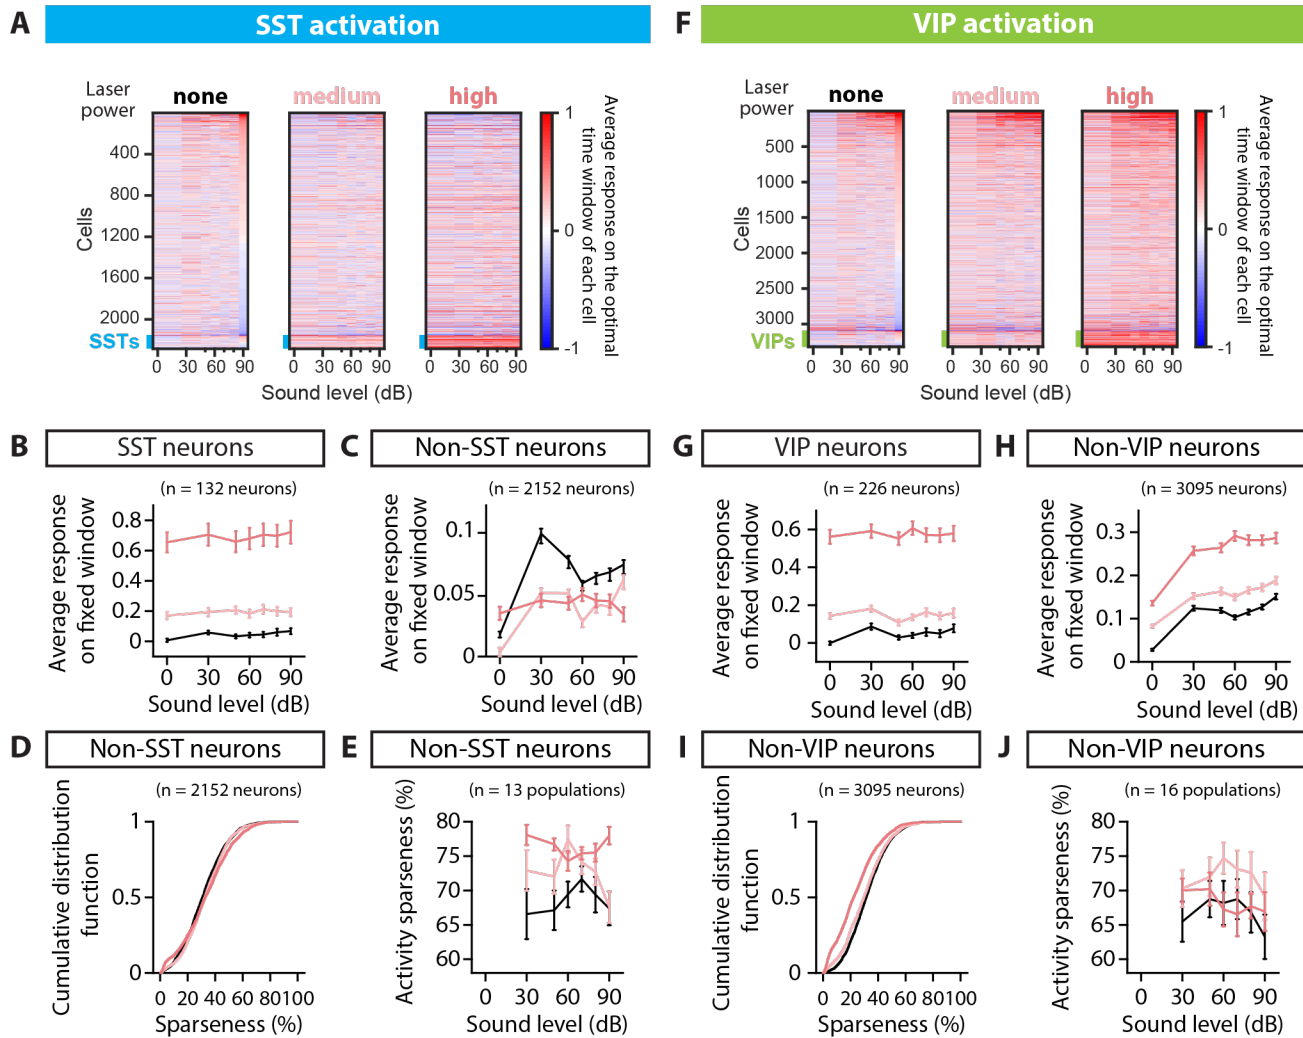 A
SST activation
Laser
power
none
medium
high
400
800
1200
1600
2000
Cells
SSTs
0 30 60 90
0 30 60 90
0 30 60 90
Sound level (dB)
1
0
-1
Average response on the optimal
time window of each cell
F
VIP activation
Laser
power
none
medium
high
500
1000
1500
2000
2500
3000
Cells
VIPs
0 30 60 90
0 30 60 90
0 30 60 90
Sound level (dB)
1
0
-1
Average response on the optimal
time window of each cell
B
SST neurons
(n = 132 neurons)
Average response
on fixed window
0.8
0.6
0.4
0.2
0
0 30 60 90
Sound level (dB)
C
Non-SST neurons
(n = 2152 neurons)
Average response
on fixed window
0.1
0.05
0
0 30 60 90
Sound level (dB)
G
VIP neurons
(n = 226 neurons)
Average response
on fixed window
0.6
0.4
0.2
0
0 30 60 90
Sound level (dB)
H
Non-VIP neurons
(n = 3095 neurons)
Average response
on fixed window
0.3
0.2
0.1
0
0 30 60 90
Sound level (dB)
D
Non-SST neurons
(n = 2152 neurons)
Cumulative distribution
function
1
0.5
0
0 20 40 60 80 100
Sparseness (%)
E
Non-SST neurons
(n = 13 populations)
Activity sparseness (%)
80
75
70
65
60
0 30 60 90
Sound level (dB)
I
Non-VIP neurons
(n = 3095 neurons)
Cumulative distribution
function
1
0.5
0
0 20 40 60 80 100
Sparseness (%)
J
Non-VIP neurons
(n = 16 populations)
Activity sparseness (%)
80
75
70
65
60
0 30 60 90
Sound level (dB)